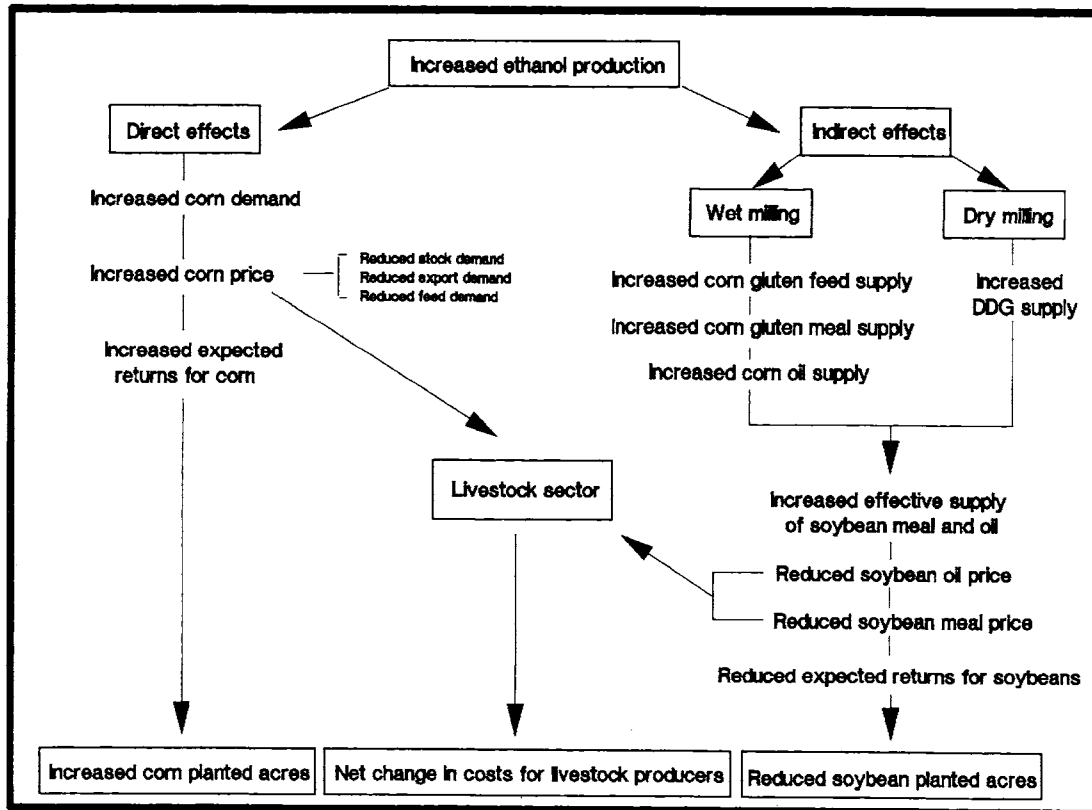 Increased ethanol production
Direct effects
Increased corn demand
Increased corn price
Reduced stock demand
Reduced export demand
Reduced feed demand
Increased expected
returns for corn
Indirect effects
Wet milling
Dry milling
Increased corn gluten feed supply
Increased corn gluten meal supply
Increased corn oil supply
Increased
DDG supply
Livestock sector
Increased effective supply
of soybean meal and oil
Reduced soybean oil price
Reduced soybean meal price
Reduced expected returns for soybeans
Increased corn planted acres
Net change in costs for livestock producers
Reduced soybean planted acres